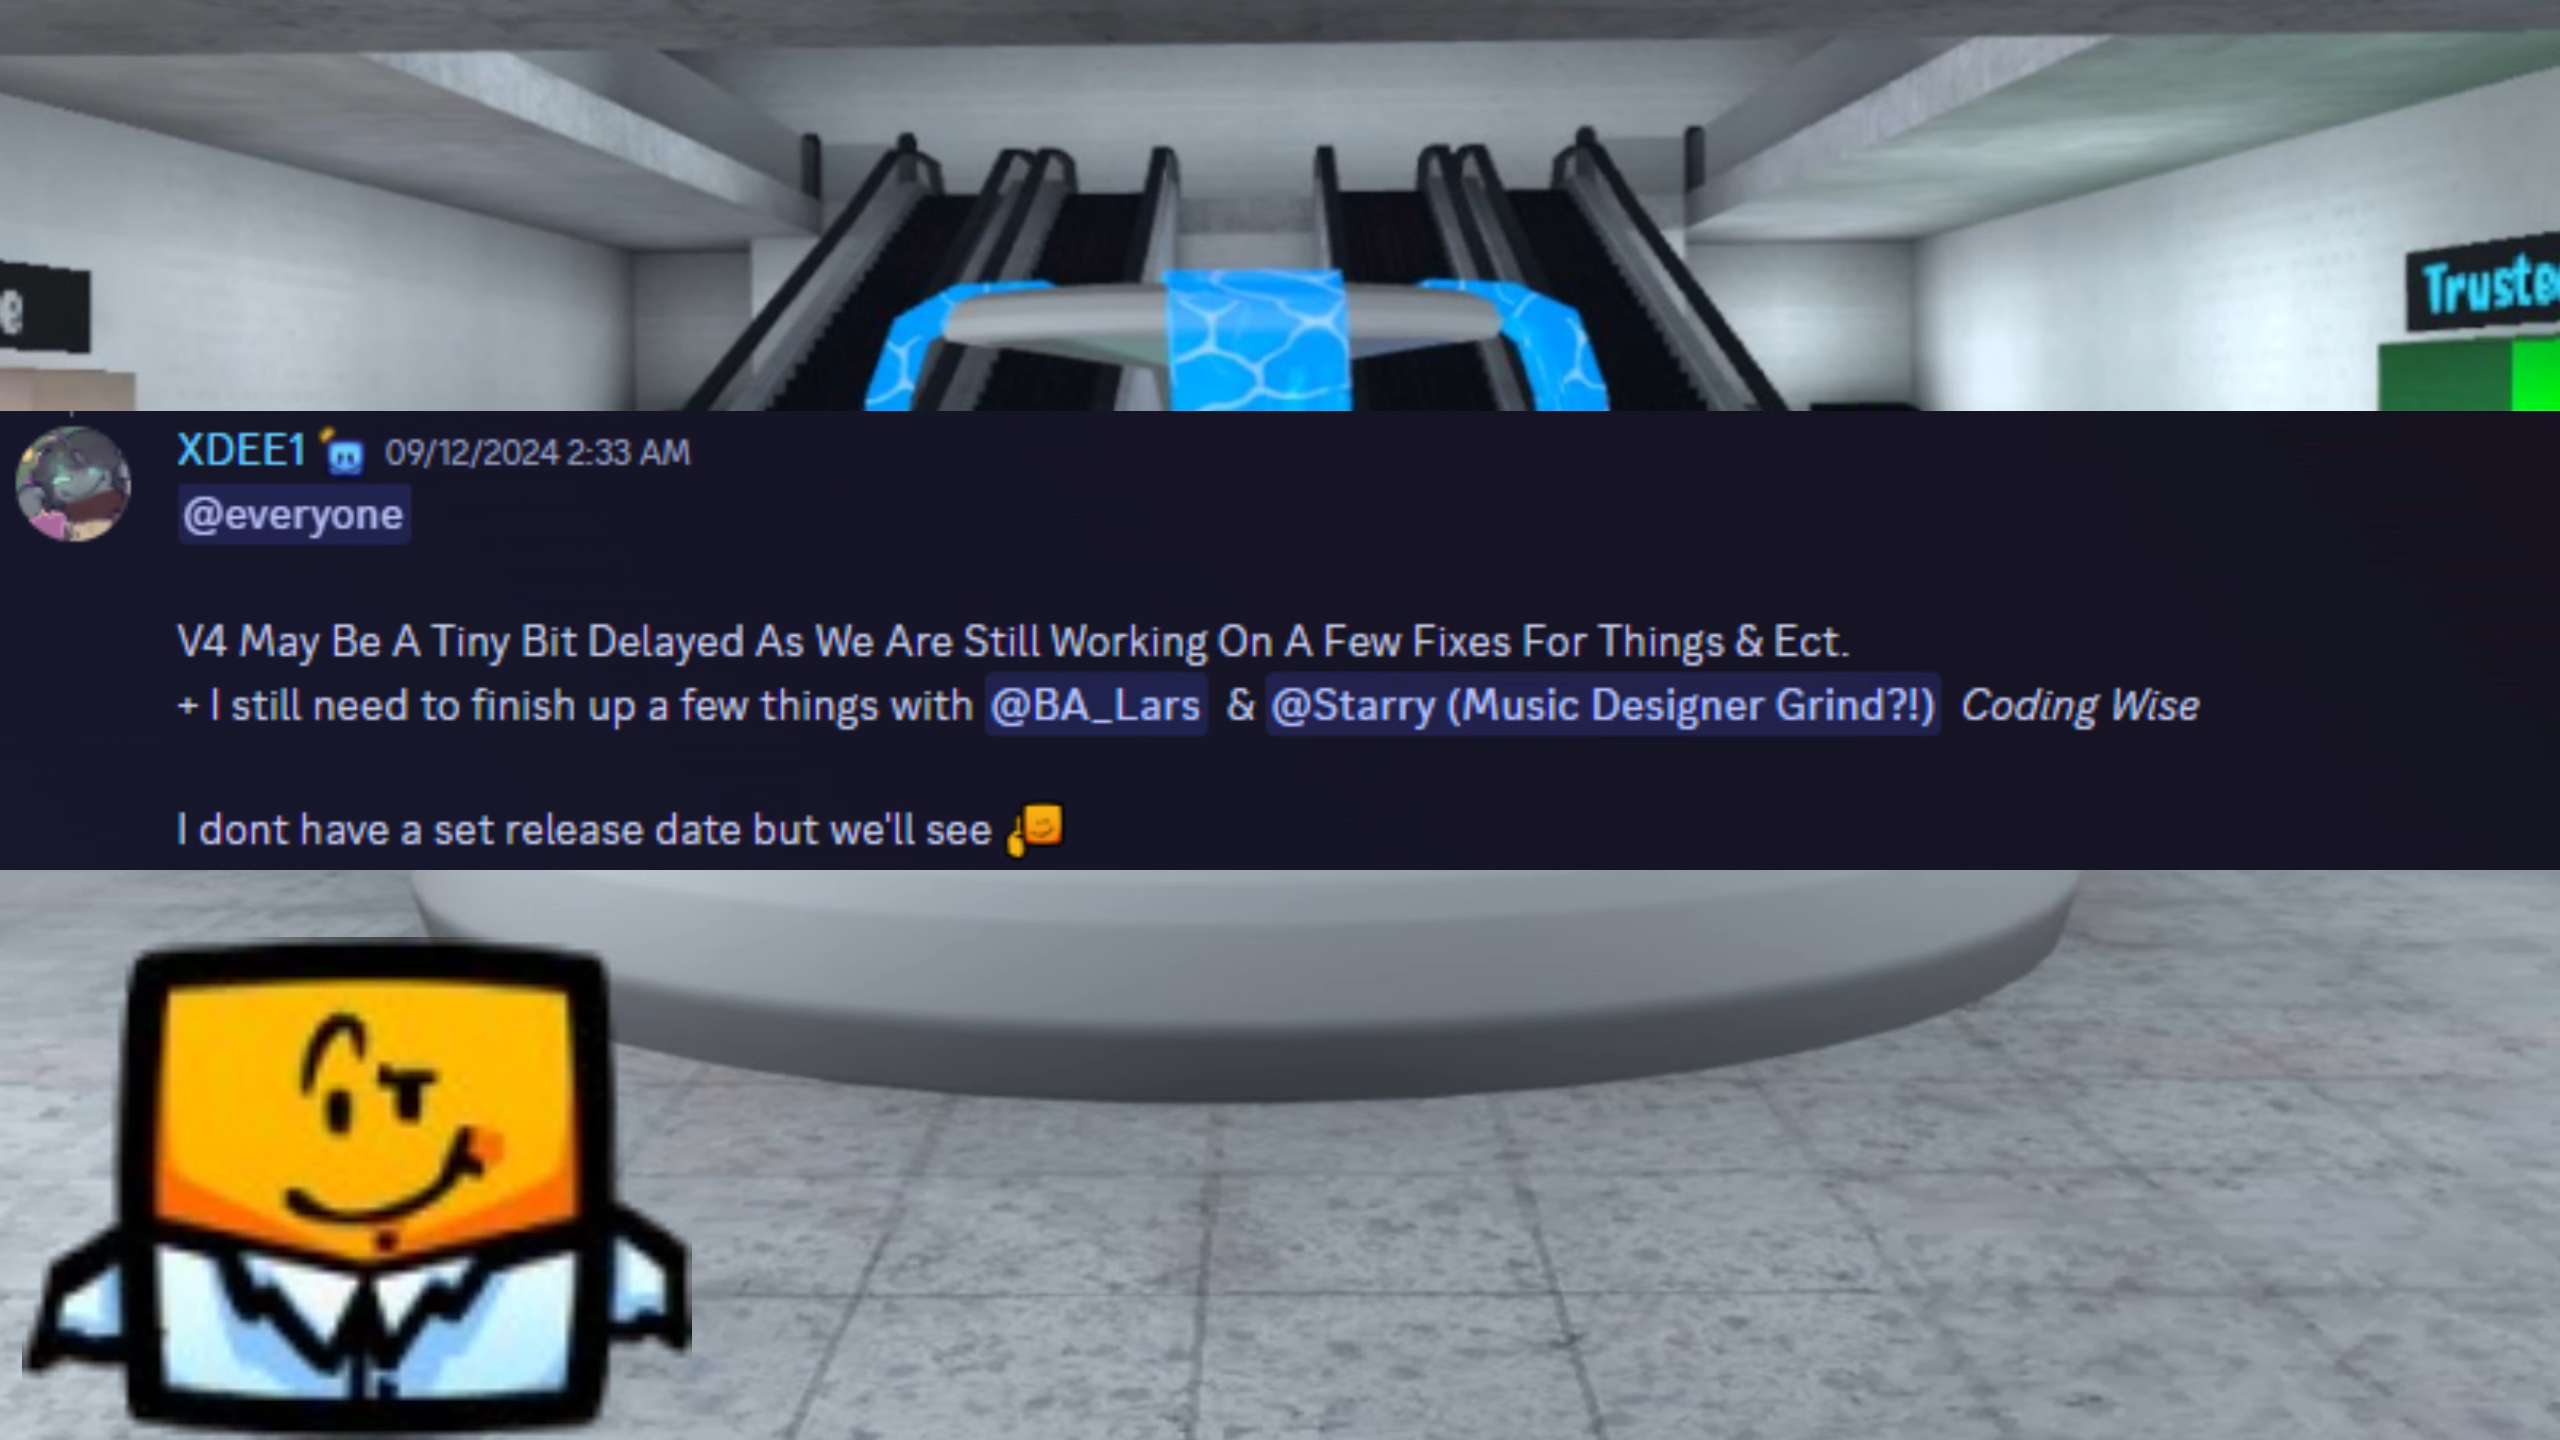 e
Truste
XDEE1 09/12/2024 2:33 AM
@everyone
V4 May Be A Tiny Bit Delayed As We Are Still Working On A Few Fixes For Things & Ect.
+ I still need to finish up a few things with @BA_Lars & @Starry (Music Designer Grind?!) Coding Wise
I dont have a set release date but we'll see